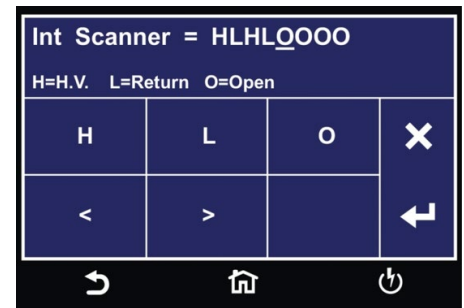 Int Scanner = HLHLOOOO
H=H.V. L=Return O=Open
H L O
< >